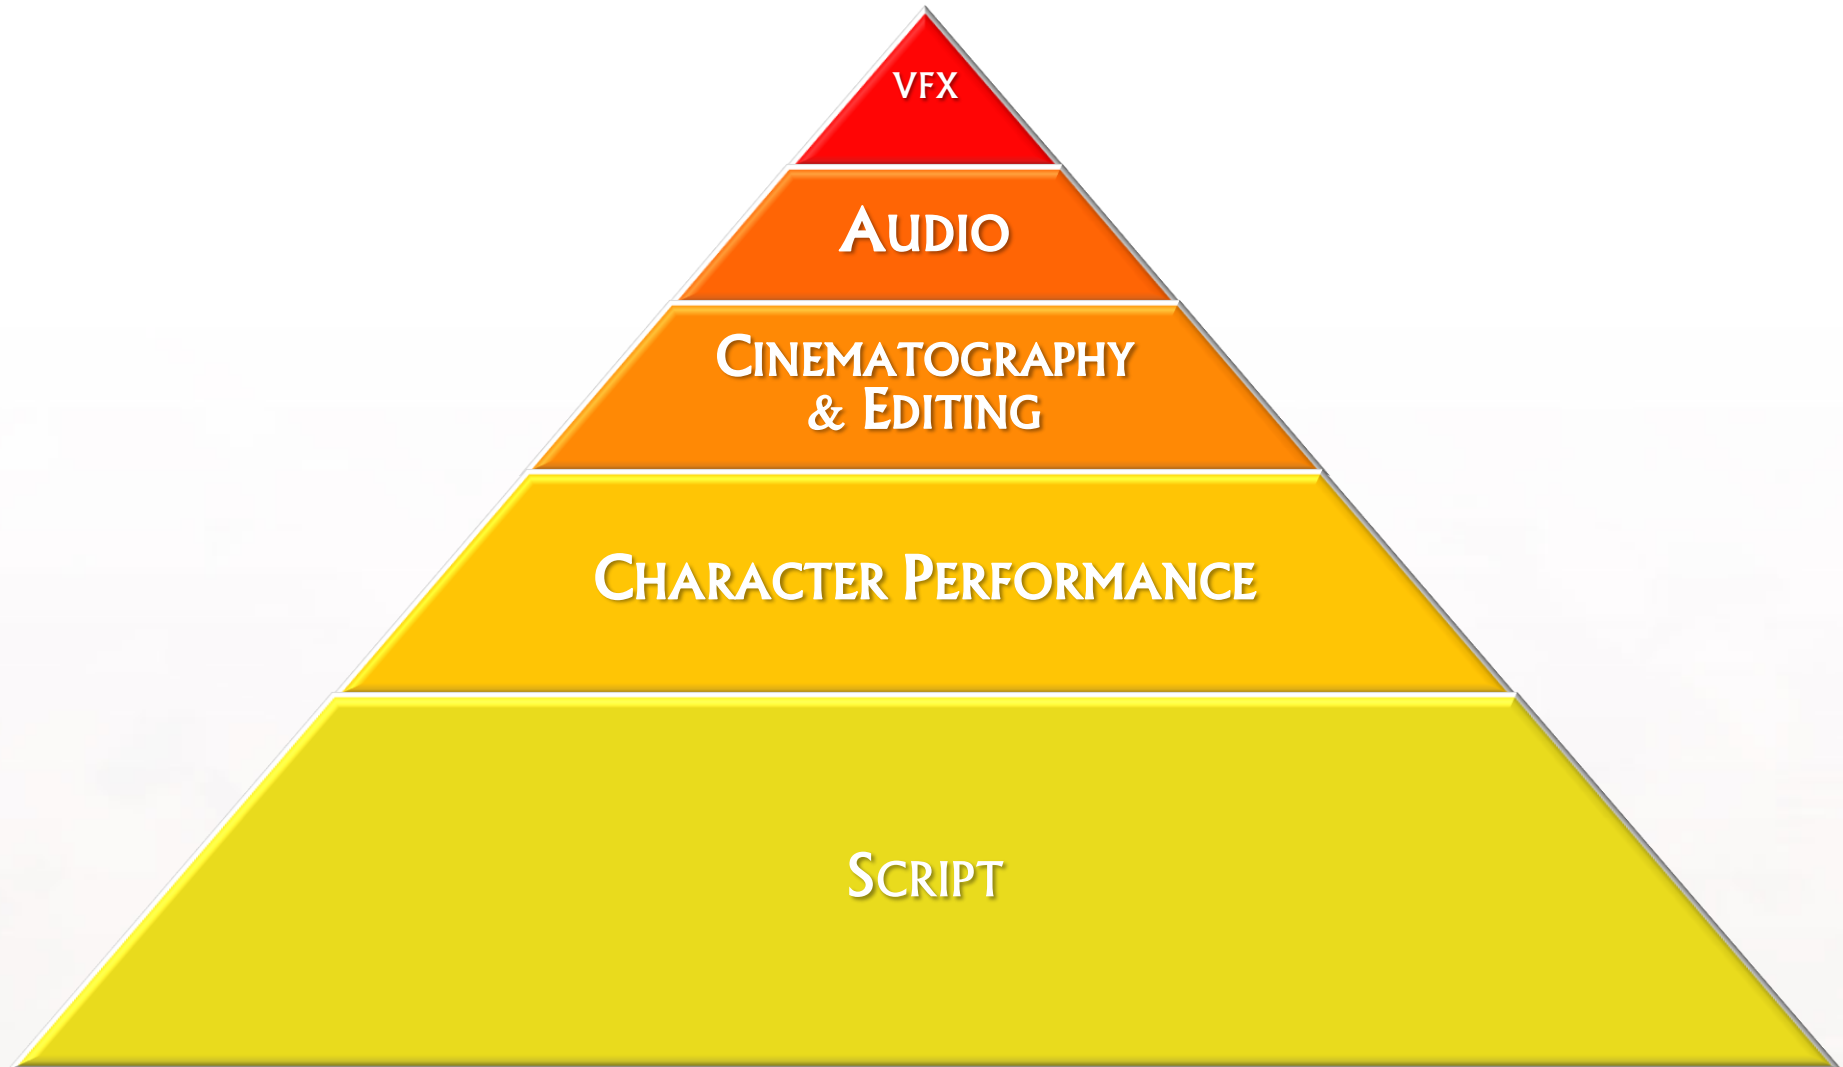 VFX
AUDIO
CINEMATOGRAPHY
& EDITING
CHARACTER PERFORMANCE
SCRIPT